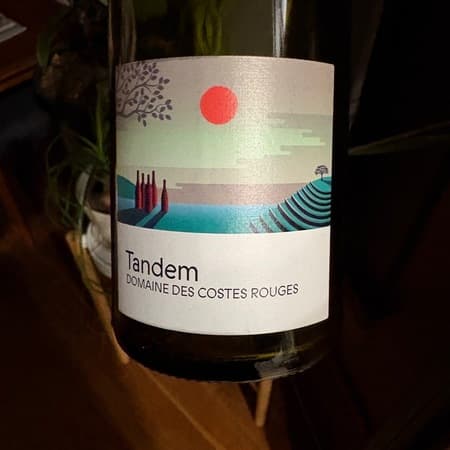 Tandem
DOMAINE DES COSTES ROUGES